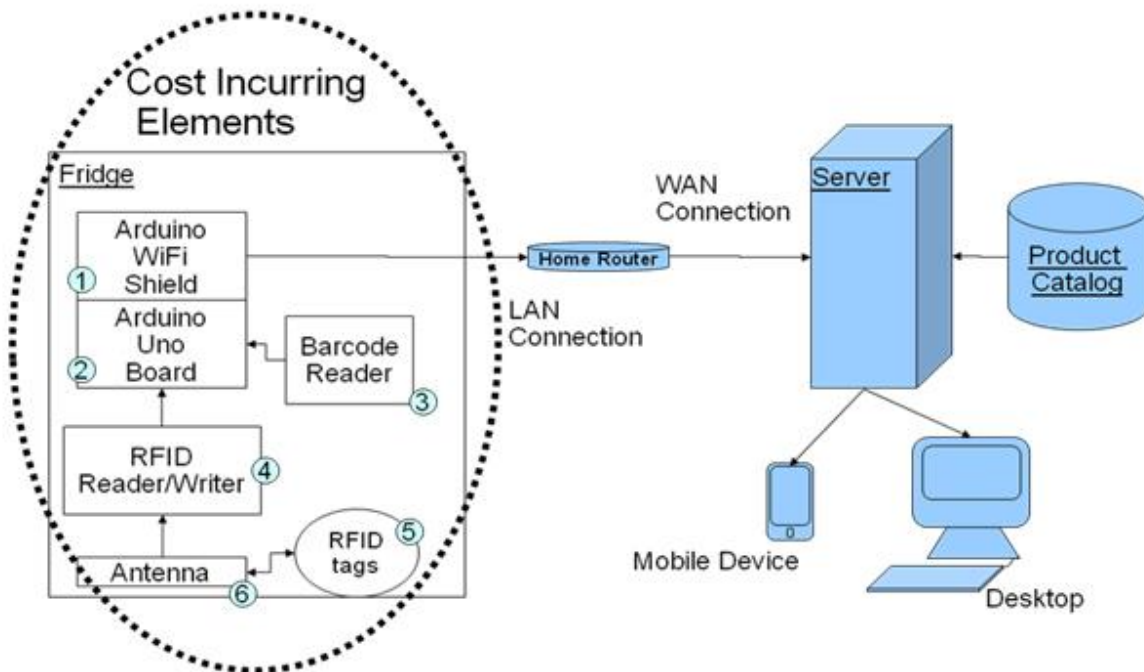 Cost Incurring
Elements
Fridge
Arduino
WiFi
Shield
1
Arduino
Uno
Board
2
Barcode
Reader
3
RFID
Reader/Writer
4
RFID
tags
5
Antenna
6
LAN
Connection
Home Router
WAN
Connection
Server
Product
Catalog
Mobile Device
0
Desktop